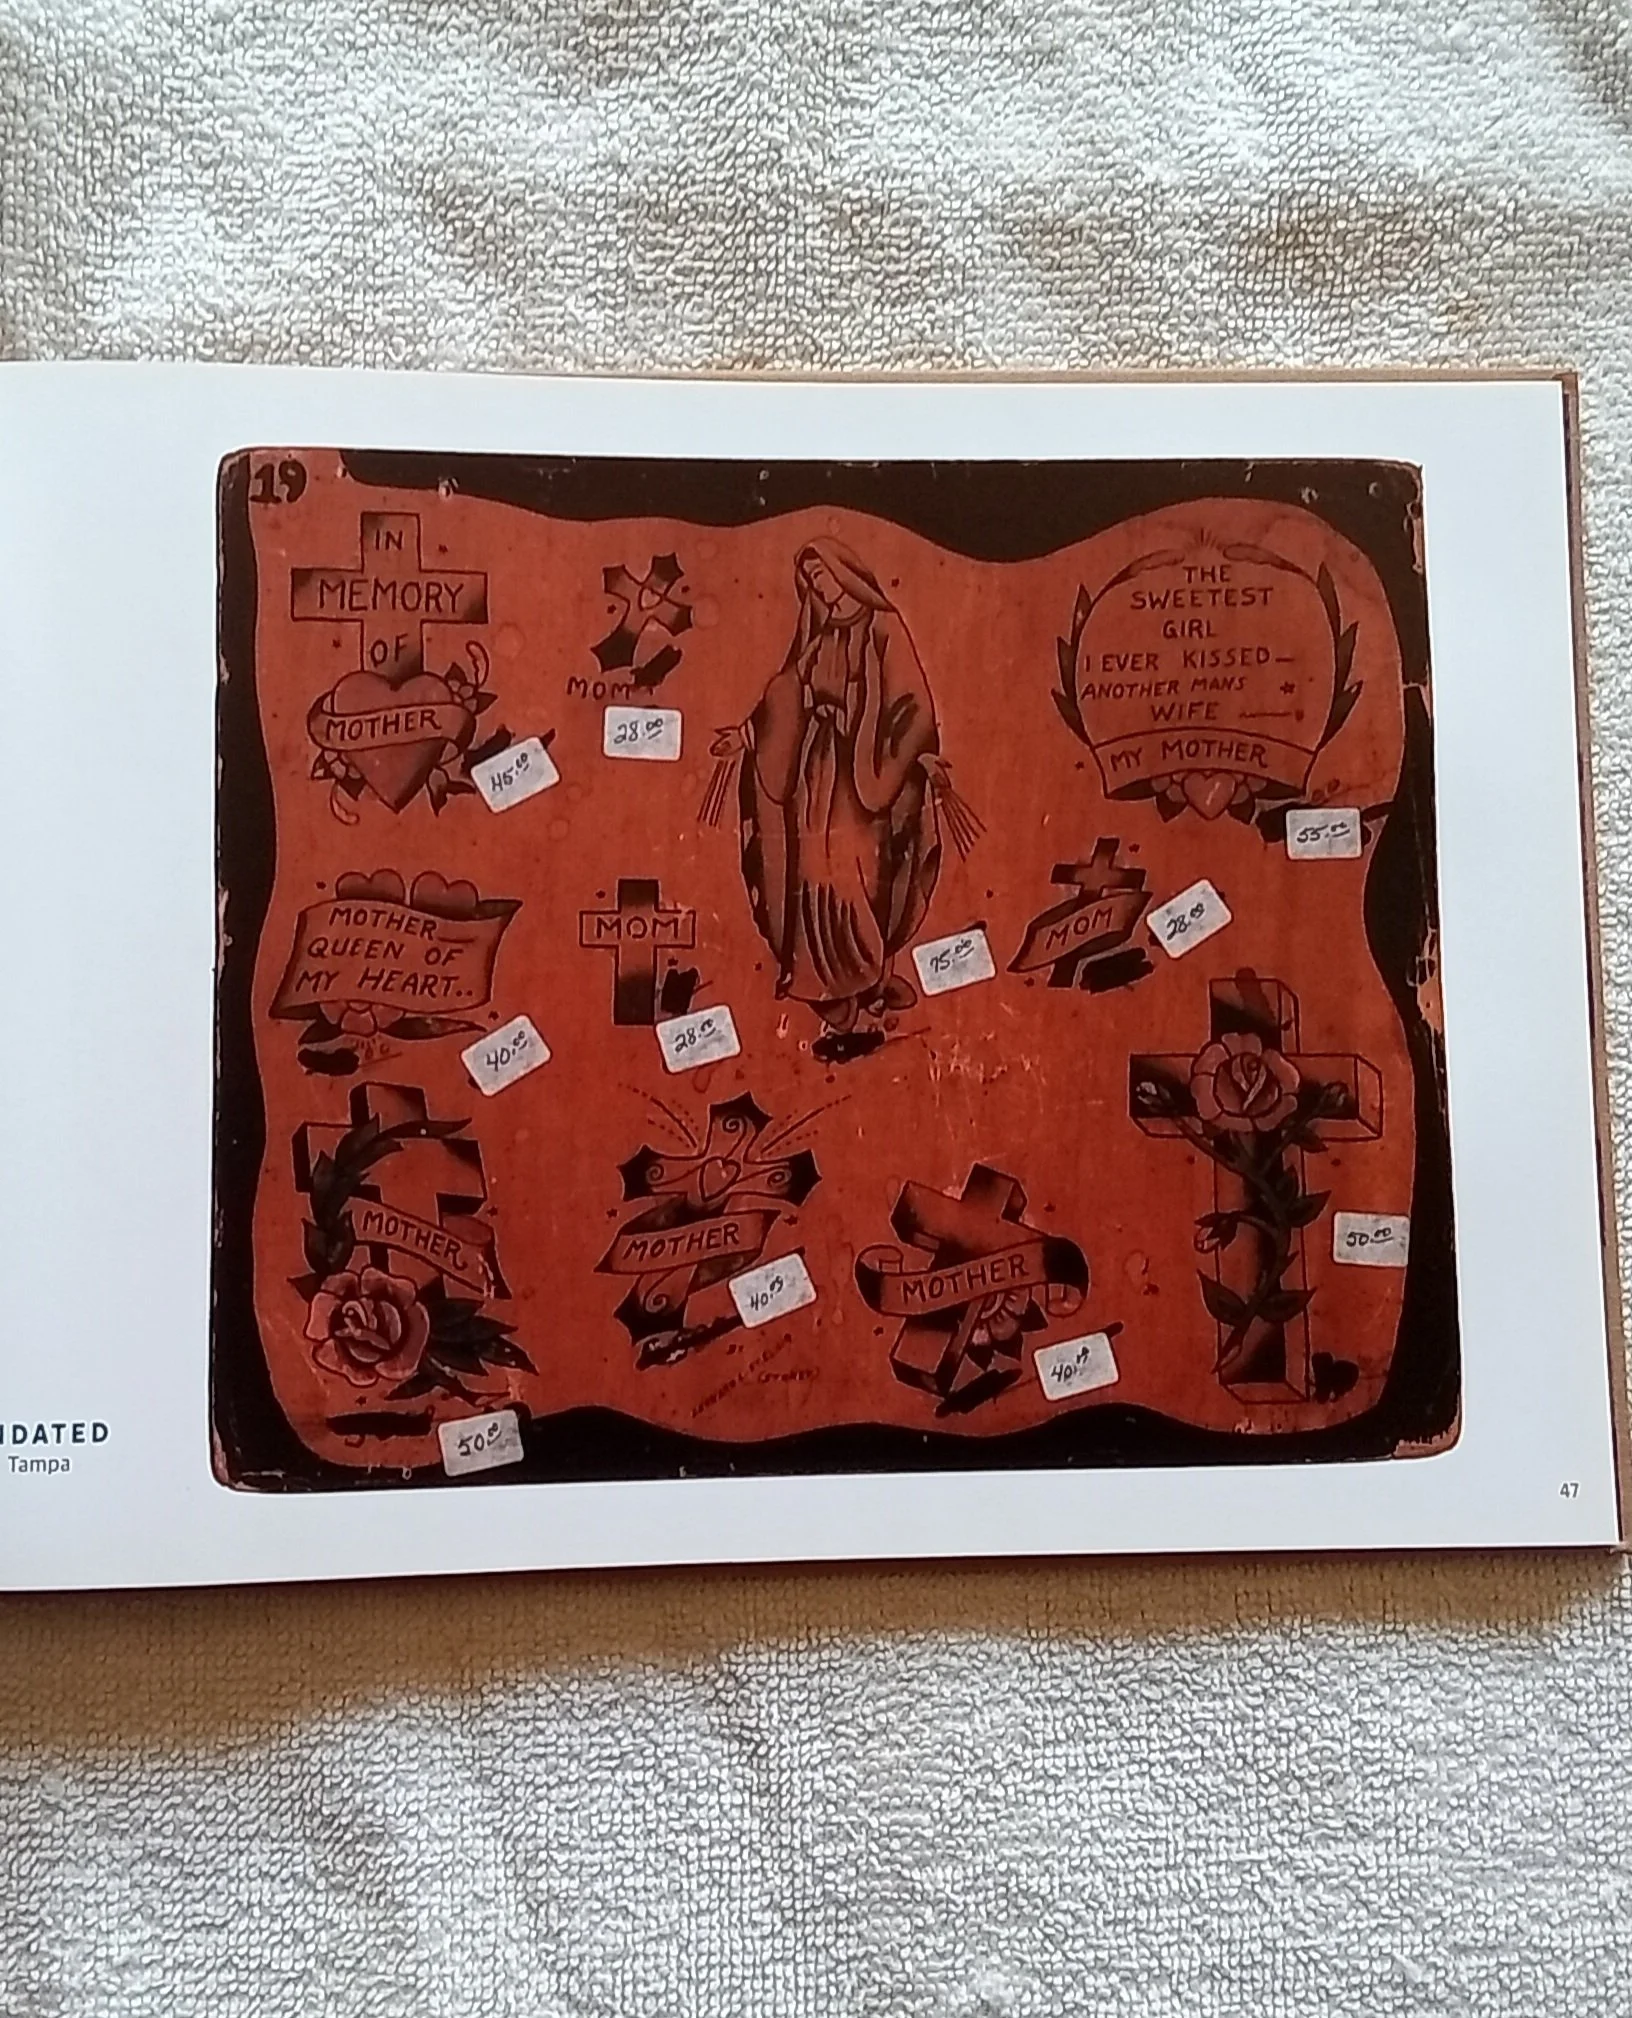 19
IN
MEMORY
OF
MOTHER
45.00
MOM
28.00
THE
SWEETEST
GIRL
I EVER KISSED—
ANOTHER MANS
WIFE —
MY MOTHER
55.00
MOTHER
QUEEN OF
MY HEART..
40.00
MOM
28.00
75.00
MOM
28.00
MOTHER
50.00
MOTHER
40.00
BY
(STONEY)
MOTHER
40.00
50.00
Tampa
47